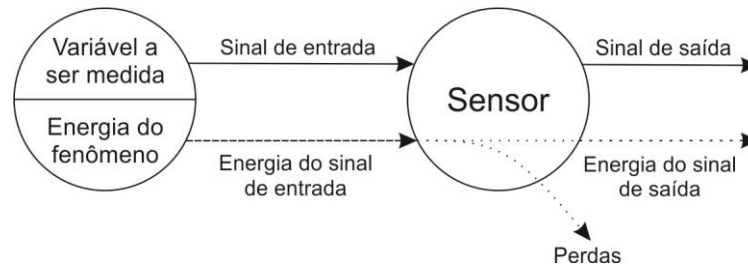 Variável a
ser medida
Energia do
fenômeno
Sinal de entrada
Energia do sinal
de entrada
Sensor
Sinal de saída
Energia do sinal
de saída
Perdas